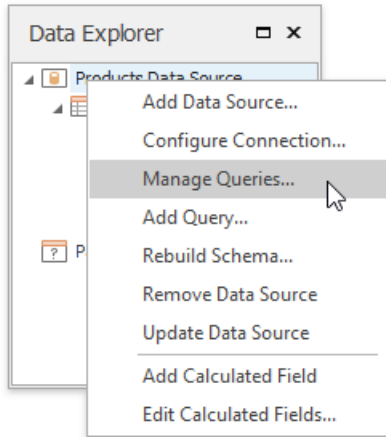 Data Explorer
Products Data Source
Add Data Source...
Configure Connection...
Manage Queries...
Add Query...
P
Rebuild Schema...
Remove Data Source
Update Data Source
Add Calculated Field
Edit Calculated Fields...